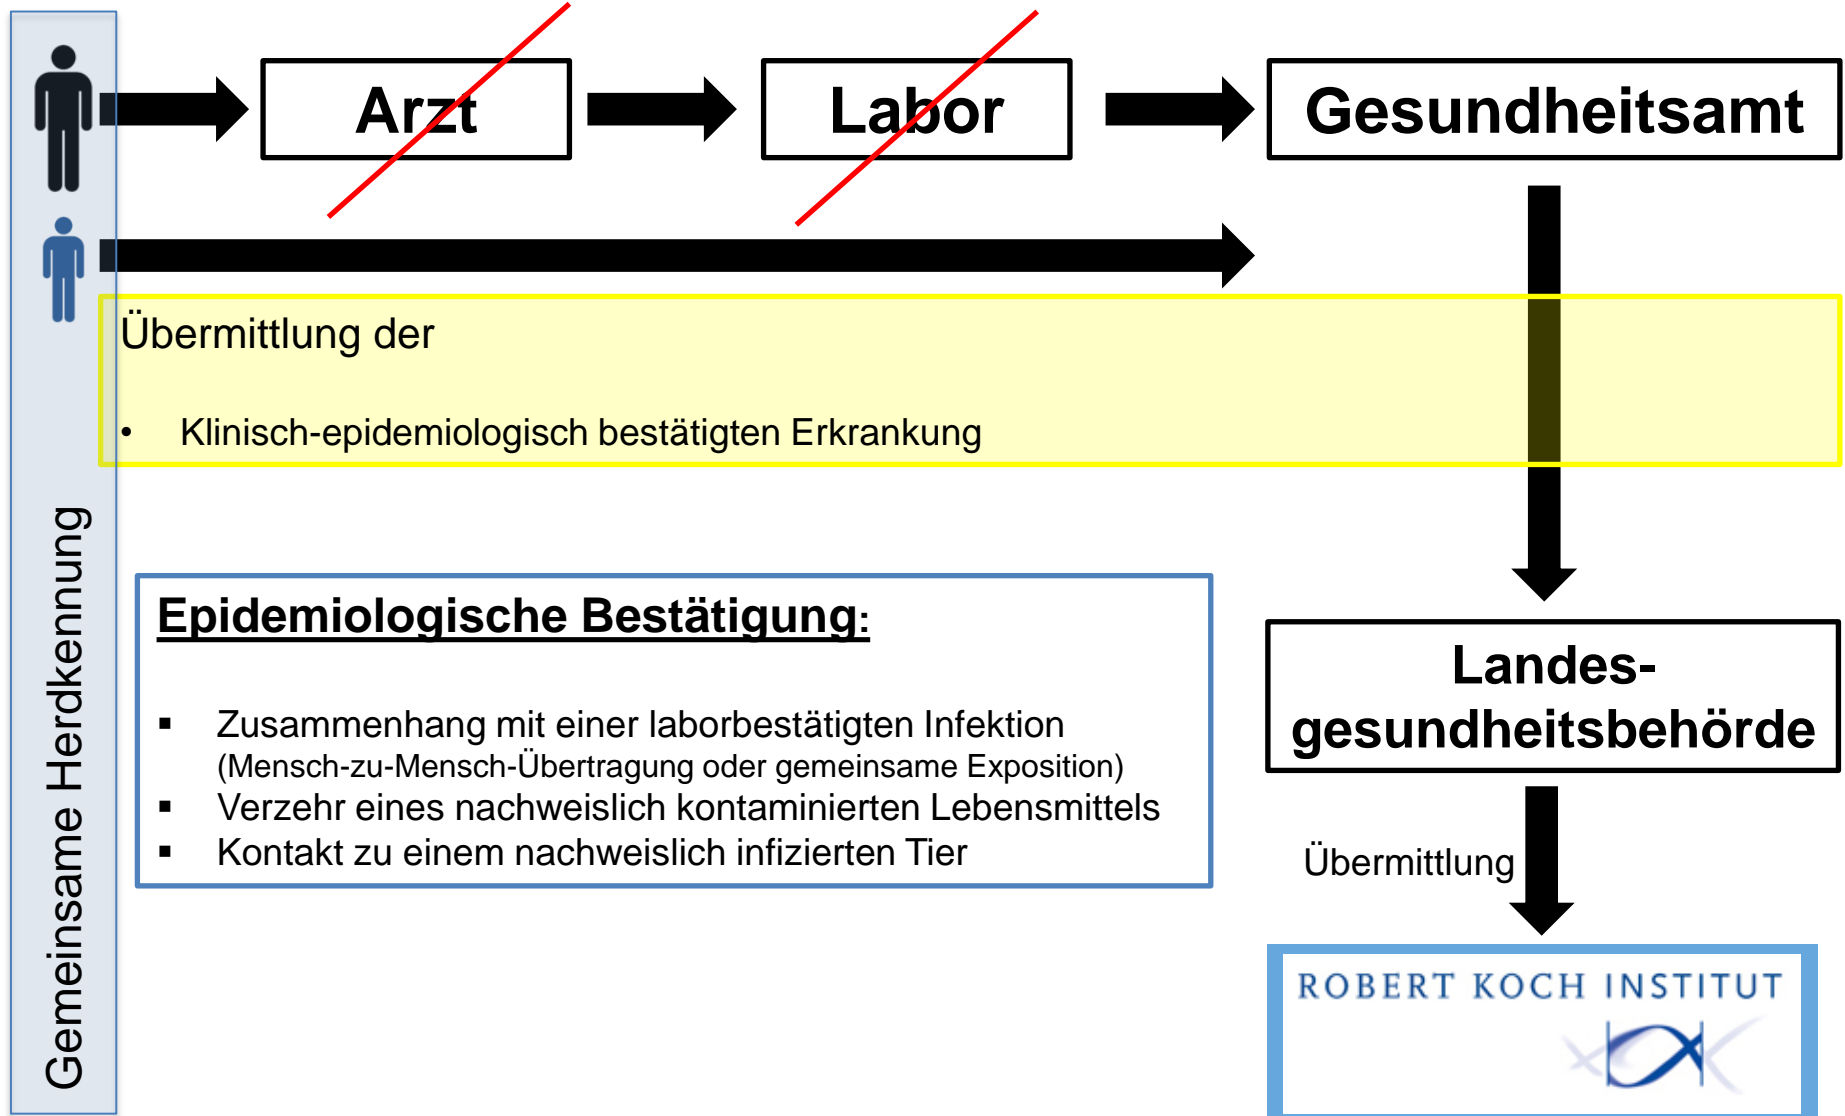 Arzt
Labor
Gesundheitsamt
Übermittlung der
• Klinisch-epidemiologisch bestätigten Erkrankung
Gemeinsame Herdkennung
Epidemiologische Bestätigung:
▪ Zusammenhang mit einer laborbestätigten Infektion
(Mensch-zu-Mensch-Übertragung oder gemeinsame Exposition)
▪ Verzehr eines nachweislich kontaminierten Lebensmittels
▪ Kontakt zu einem nachweislich infizierten Tier
Landes-
gesundheitsbehörde
Übermittlung
ROBERT KOCH INSTITUT